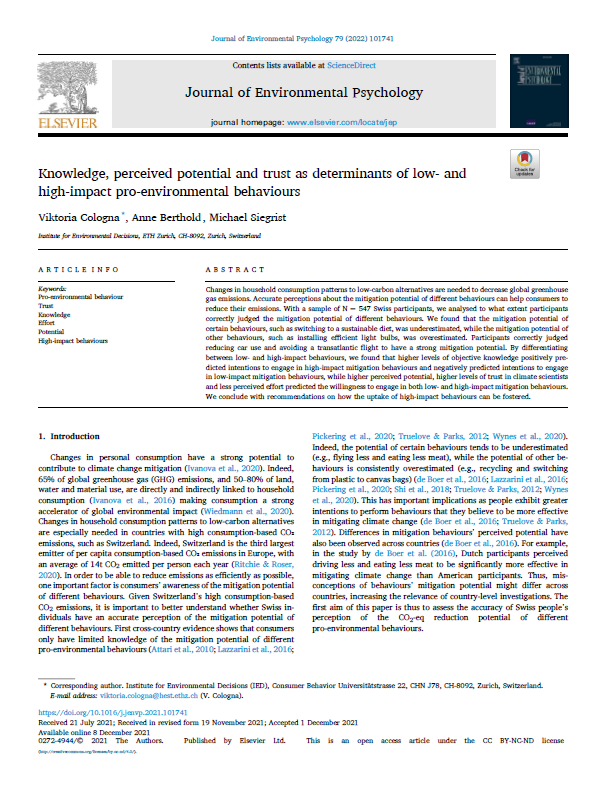 Journal of Environmental Psychology 79 (2022) 101741
Contents lists available at ScienceDirect
Journal of Environmental Psychology
journal homepage: www.elsevier.com/locate/jep
ELSEVIER
ENVIRONMENTAL
PSYCHOLOGY
Check for
updates
Knowledge, perceived potential and trust as determinants of low- and
high-impact pro-environmental behaviours
Viktoria Cologna *, Anne Berthold, Michael Siegrist
Institute for Environmental Decisions, ETH Zurich, CH-8092, Zurich, Switzerland
ARTICLE INFO
Keywords:
Pro-environmental behaviour
Trust
Knowledge
Effort
Potential
High-impact behaviours
ABSTRACT
Changes in household consumption patterns to low-carbon alternatives are needed to decrease global greenhouse
gas emissions. Accurate perceptions about the mitigation potential of different behaviours can help consumers to
reduce their emissions. With a sample of N = 547 Swiss participants, we analysed to what extent participants
correctly judged the mitigation potential of different behaviours. We found that the mitigation potential of
certain behaviours, such as switching to a sustainable diet, was underestimated, while the mitigation potential of
other behaviours, such as installing efficient light bulbs, was overestimated. Participants correctly judged
reducing car use and avoiding a transatlantic flight to have a strong mitigation potential. By differentiating
between low- and high-impact behaviours, we found that higher levels of objective knowledge positively pre-
dicted intentions to engage in high-impact mitigation behaviours and negatively predicted intentions to engage
in low-impact mitigation behaviours, while higher perceived potential, higher levels of trust in climate scientists
and less perceived effort predicted the willingness to engage in both low- and high-impact mitigation behaviours.
We conclude with recommendations on how the uptake of high-impact behaviours can be fostered.
1. Introduction
Changes in personal consumption have a strong potential to
contribute to climate change mitigation (Ivanova et al., 2020). Indeed,
65% of global greenhouse gas (GHG) emissions, and 50-80% of land,
water and material use, are directly and indirectly linked to household
consumption (Ivanova et al., 2016) making consumption a strong
accelerator of global environmental impact (Wiedmann et al., 2020).
Changes in household consumption patterns to low-carbon alternatives
are especially needed in countries with high consumption-based CO₂
emissions, such as Switzerland. Indeed, Switzerland is the third largest
emitter of per capita consumption-based CO₂ emissions in Europe, with
an average of 14t CO₂ emitted per person each year (Ritchie & Roser,
2020). In order to be able to reduce emissions as efficiently as possible,
one important factor is consumers' awareness of the mitigation potential
of different behaviours. Given Switzerland's high consumption-based
CO₂ emissions, it is important to better understand whether Swiss in-
dividuals have an accurate perception of the mitigation potential of
different behaviours. First cross-country evidence shows that consumers
only have limited knowledge of the mitigation potential of different
pro-environmental behaviours (Attari et al., 2010; Lazzarini et al., 2016;
Pickering et al., 2020; Truelove & Parks, 2012; Wynes et al., 2020).
Indeed, the potential of certain behaviours tends to be underestimated
(e.g., flying less and eating less meat), while the potential of other be-
haviours is consistently overestimated (e.g., recycling and switching
from plastic to canvas bags) (de Boer et al., 2016; Lazzarini et al., 2016;
Pickering et al., 2020; Shi et al., 2018; Truelove & Parks, 2012; Wynes
et al., 2020). This has important implications as people exhibit greater
intentions to perform behaviours that they believe to be more effective
in mitigating climate change (de Boer et al., 2016; Truelove & Parks,
2012). Differences in mitigation behaviours' perceived potential have
also been observed across countries (de Boer et al., 2016). For example,
in the study by de Boer et al. (2016), Dutch participants perceived
driving less and eating less meat to be significantly more effective in
mitigating climate change than American participants. Thus, mis-
conceptions of behaviours' mitigation potential might differ across
countries, increasing the relevance of country-level investigations. The
first aim of this paper is thus to assess the accuracy of Swiss people's
perception of the CO₂-eq reduction potential of different
pro-environmental behaviours.
* Corresponding author. Institute for Environmental Decisions (IED), Consumer Behavior Universitätstrasse 22, CHN J78, CH-8092, Zurich, Switzerland.
E-mail address: viktoria.cologna@hest.ethz.ch (V. Cologna).
https://doi.org/10.1016/j.jenvp.2021.101741
Received 21 July 2021; Received in revised form 19 November 2021; Accepted 1 December 2021
Available online 8 December 2021
0272-4944/© 2021 The Authors. Published by Elsevier Ltd. This is an open access article under the CC BY-NC-ND license
(http://creativecommons.org/licenses/by-nc-nd/4.0/).